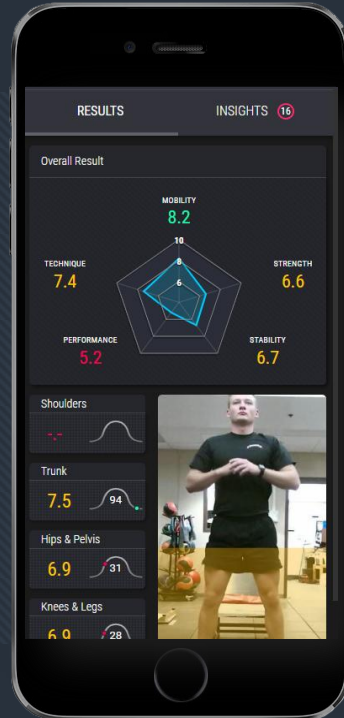 RESULTS
INSIGHTS 16
Overall Result
MOBILITY
8.2
10
8
6
TECHNIQUE
7.4
STRENGTH
6.6
PERFORMANCE
5.2
STABILITY
6.7
Shoulders
-.-
Trunk
7.5 94
Hips & Pelvis
6.9 31
Knees & Legs
6.9 28